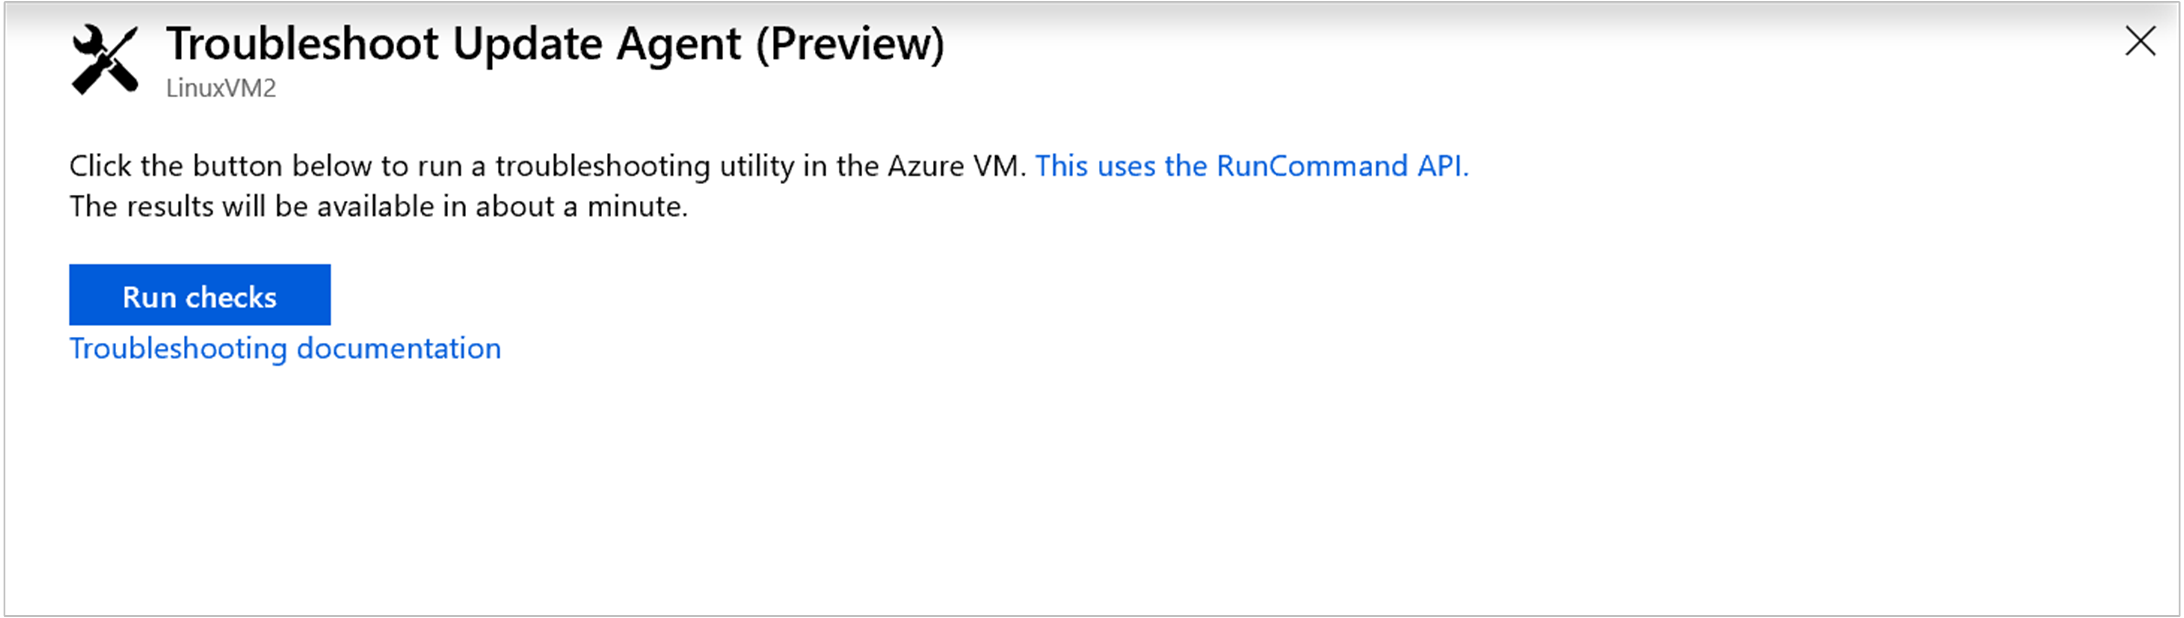 Troubleshoot Update Agent (Preview)
LinuxVM2
Click the button below to run a troubleshooting utility in the Azure VM. This uses the RunCommand API.
The results will be available in about a minute.
Run checks
Troubleshooting documentation